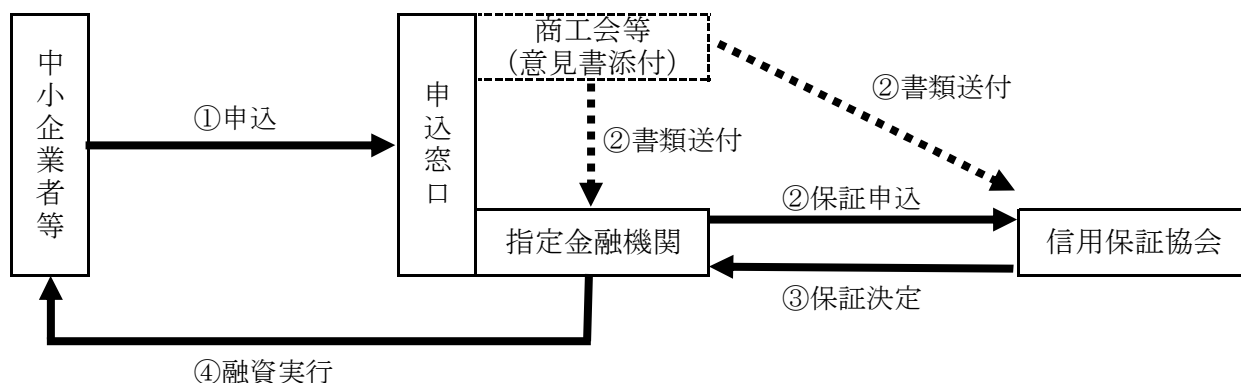 中小企業者等
①申込
申込窓口
商工会等
(意見書添付)
②書類送付
②書類送付
指定金融機関
②保証申込
③保証決定
信用保証協会
④融資実行